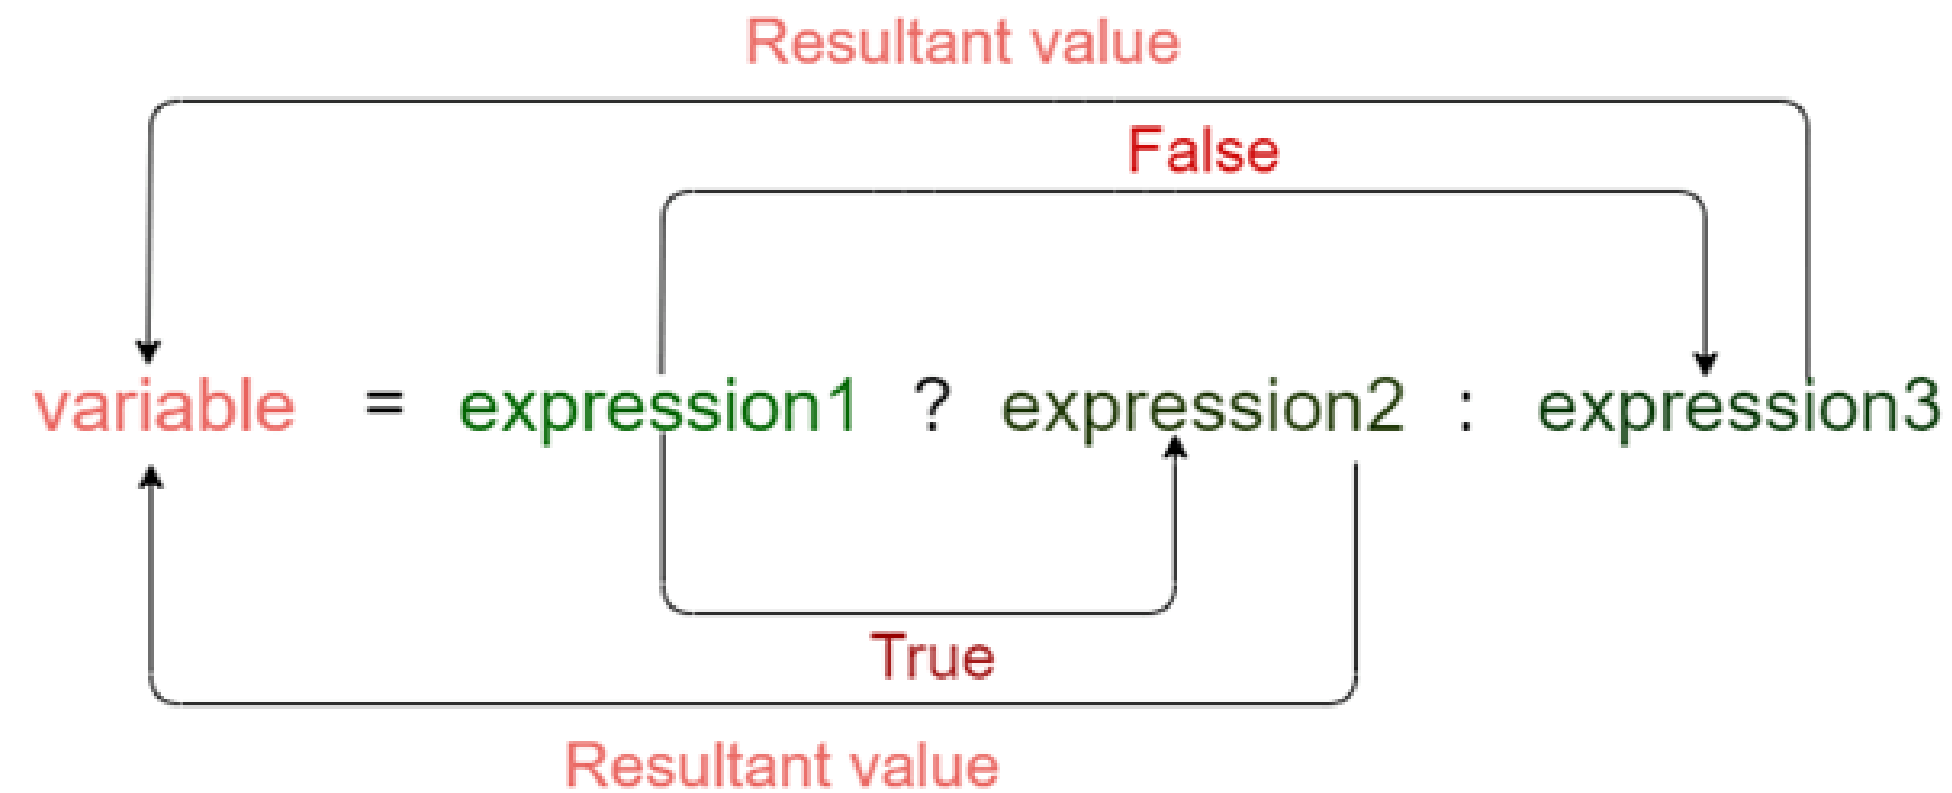 Resultant value
False
variable = expression1 ? expression2 : expression3
True
Resultant value